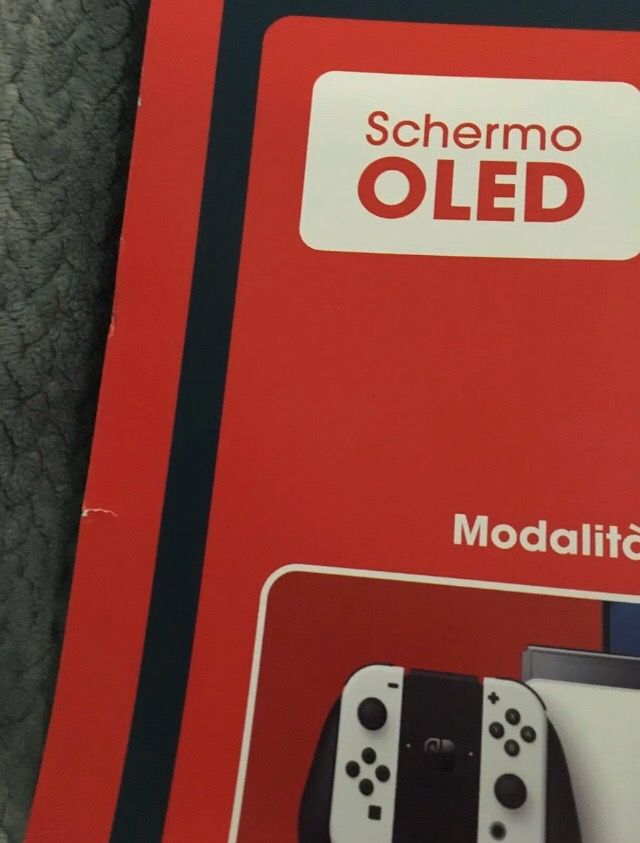 Schermo
OLED
Modalità